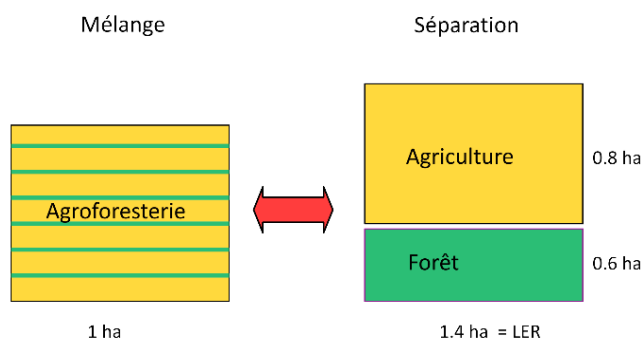 Mélange
Séparation
Agroforesterie
Agriculture
0.8 ha
Forêt
0.6 ha
1 ha
1.4 ha = LER